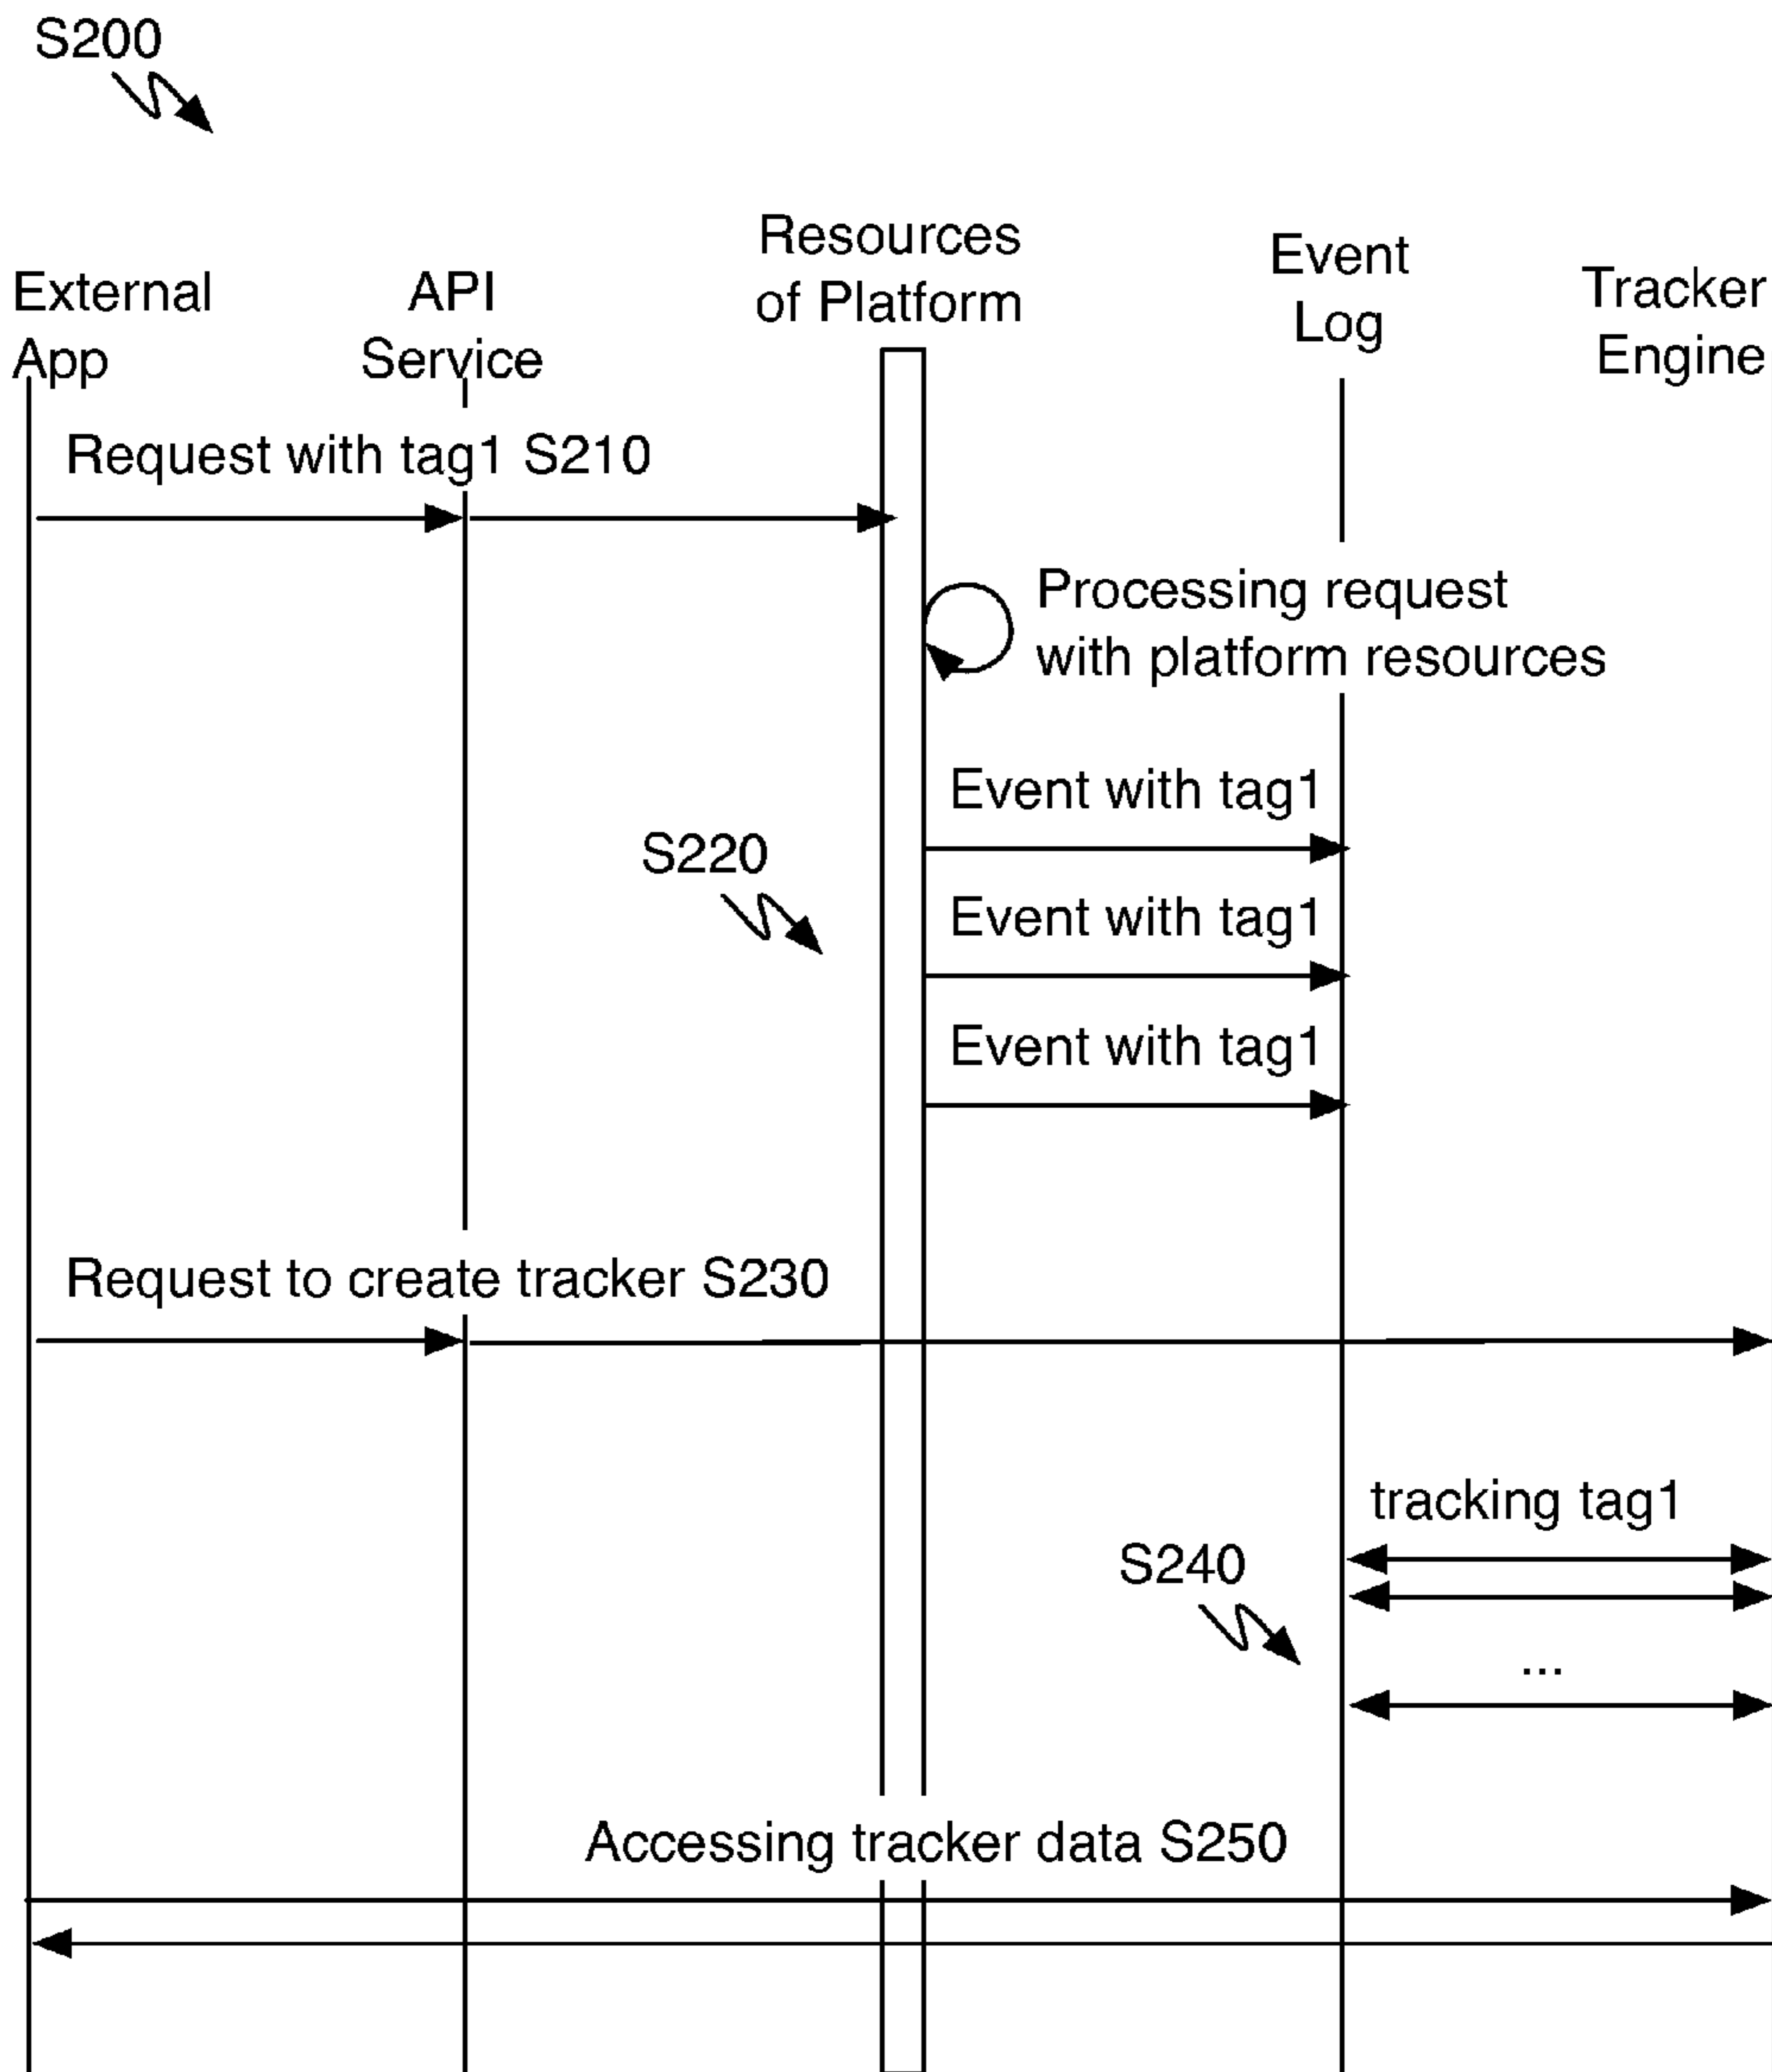 S200
Resources
of Platform
Event
Log
External
App
API
Service
Tracker
Engine
Request with tag1 S210
Processing request
with platform resources
Event with tag1
S220
Event with tag1
Event with tag1
Request to create tracker S230
tracking tag1
S240
...
Accessing tracker data S250